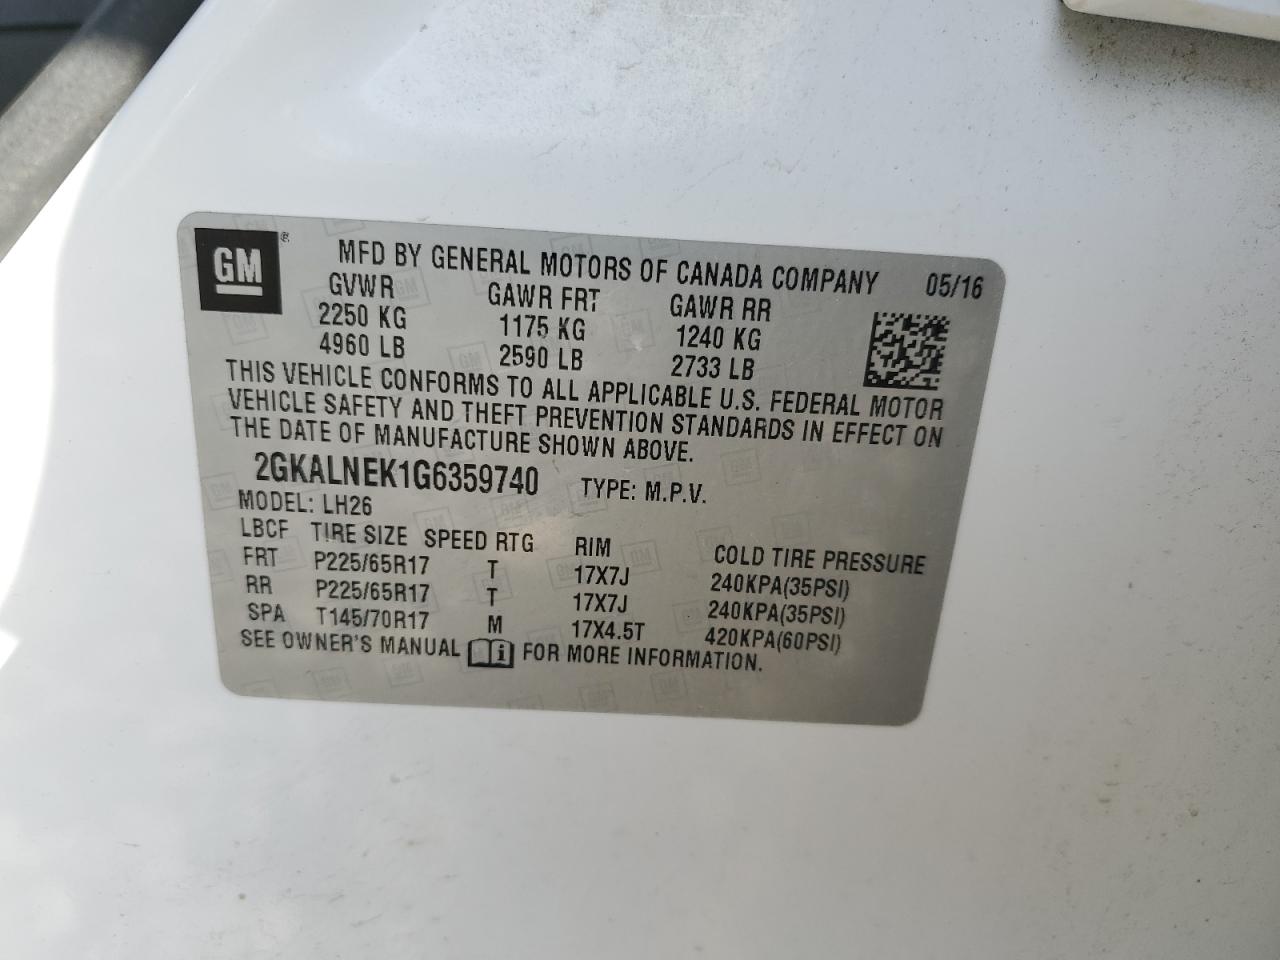 GM ®
MFD BY GENERAL MOTORS OF CANADA COMPANY 05/16
GVWR GAWR FRT GAWR RR
2250 KG 1175 KG 1240 KG
4960 LB 2590 LB 2733 LB
THIS VEHICLE CONFORMS TO ALL APPLICABLE U.S. FEDERAL MOTOR
VEHICLE SAFETY AND THEFT PREVENTION STANDARDS IN EFFECT ON
THE DATE OF MANUFACTURE SHOWN ABOVE.
2GKALNEK1G6359740 TYPE: M.P.V.
MODEL: LH26
LBCF TIRE SIZE SPEED RTG RIM COLD TIRE PRESSURE
FRT P225/65R17 T 17X7J 240KPA(35PSI)
RR P225/65R17 T 17X7J 240KPA(35PSI)
SPA T145/70R17 M 17X4.5T 420KPA(60PSI)
SEE OWNER'S MANUAL i FOR MORE INFORMATION.